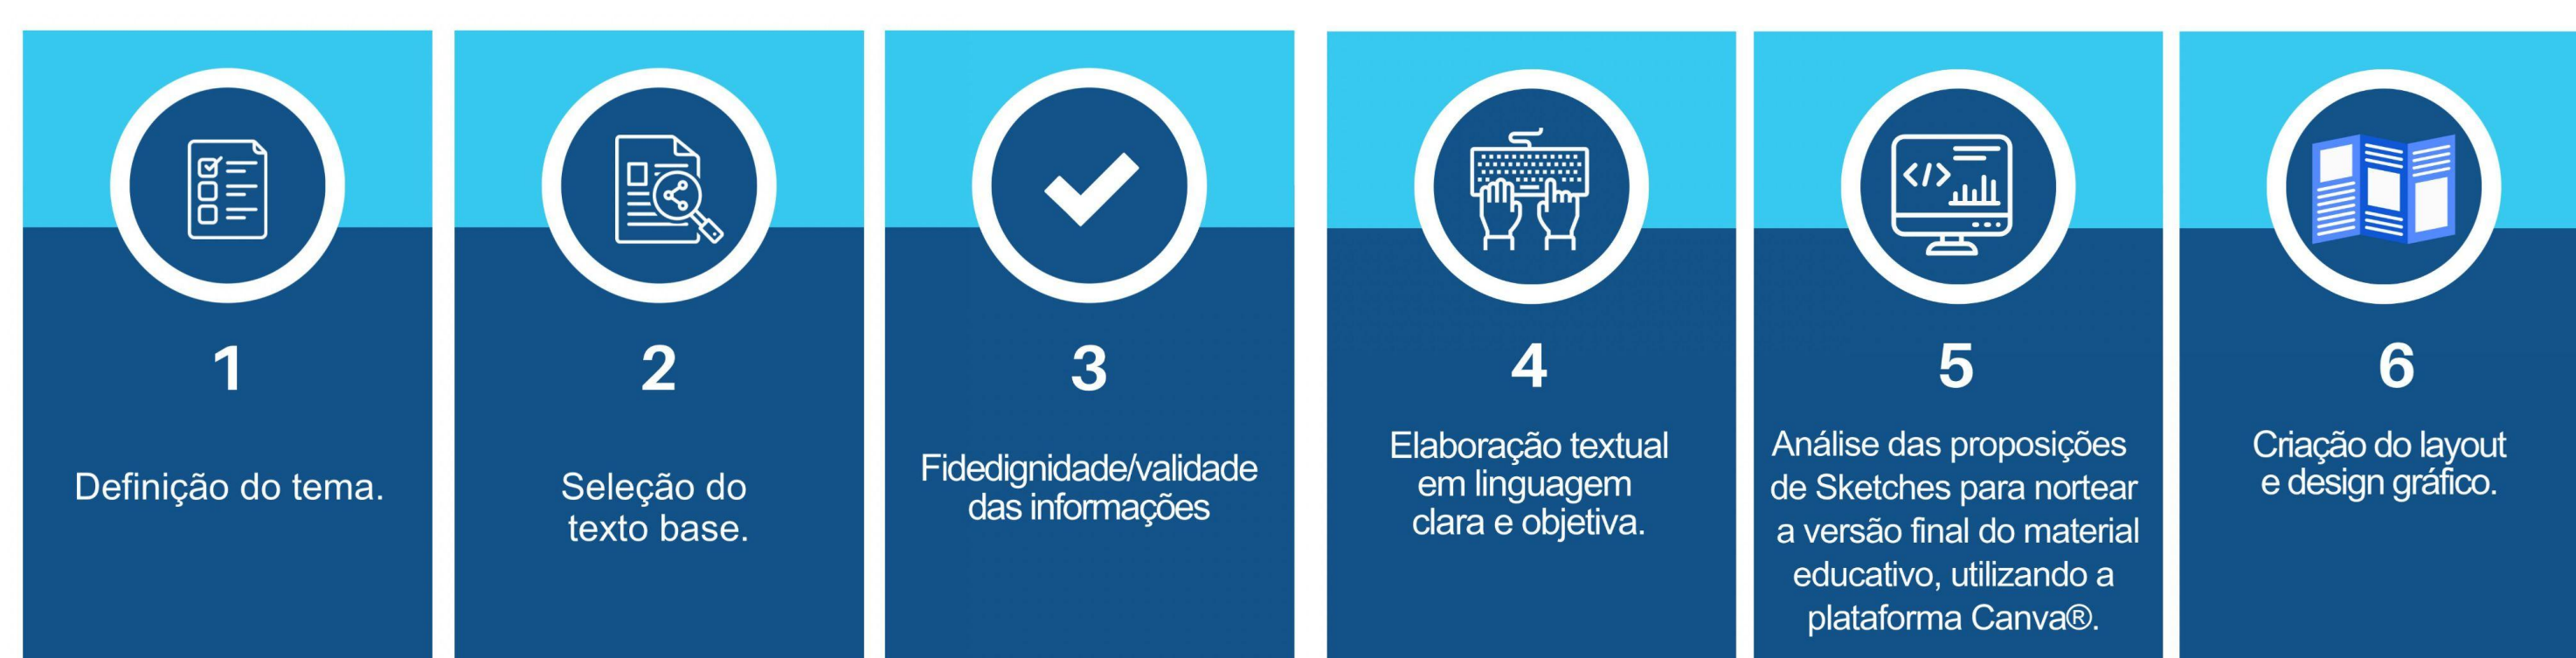 1
Definição do tema.
2
Seleção do
texto base.
3
Fidedignidade/validade
das informações
4
Elaboração textual
em linguagem
clara e objetiva.
5
Análise das proposições
de Sketches para nortear
a versão final do material
educativo, utilizando a
plataforma Canva®.
6
Criação do layout
e design gráfico.